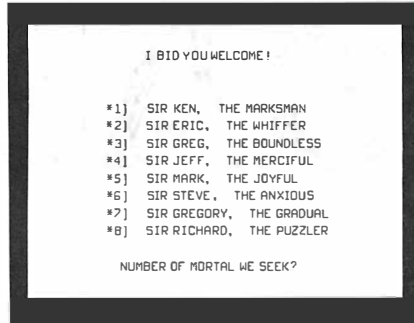 I BID YOU WELCOME!
*1] SIR KEN, THE MARKSMAN
*2] SIR ERIC, THE WHIFFER
*3] SIR GREG, THE BOUNDLESS
*4] SIR JEFF, THE MERCIFUL
*5] SIR MARK, THE JOYFUL
*6] SIR STEVE, THE ANXIOUS
*7] SIR GREGORY, THE GRADUAL
*8] SIR RICHARD, THE PUZZLER
NUMBER OF MORTAL WE SEEK?